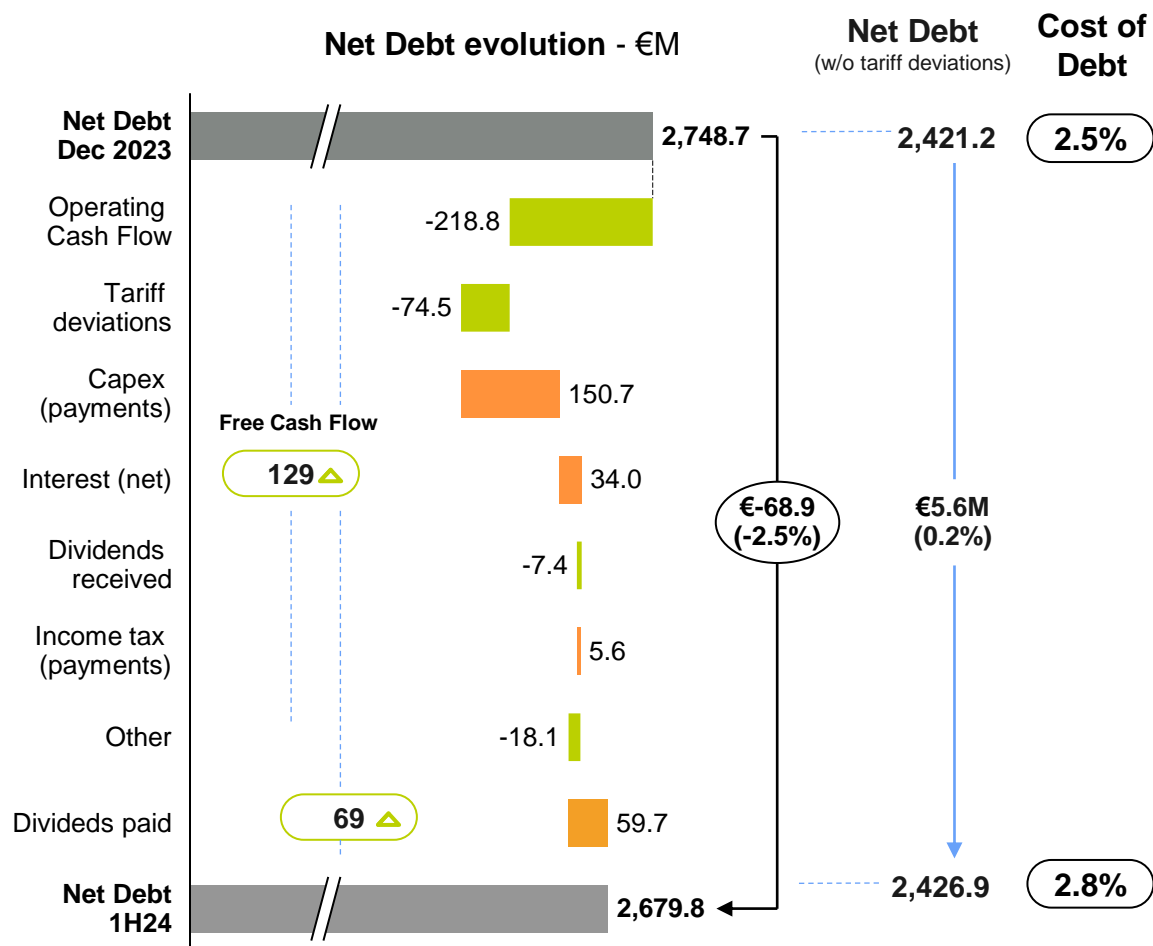 Net Debt evolution - €M
Net Debt
(w/o tariff deviations)
Cost of
Debt
Net Debt
Dec 2023
2,748.7
2,421.2
2.5%
Operating
Cash Flow
-218.8
Tariff
deviations
-74.5
Capex
(payments)
150.7
Free Cash Flow
129
Interest (net)
34.0
€-68.9
(-2.5%)
€5.6M
(0.2%)
Dividends
received
-7.4
Income tax
(payments)
5.6
Other
-18.1
Divideds paid
69
59.7
Net Debt
1H24
2,679.8
2,426.9
2.8%